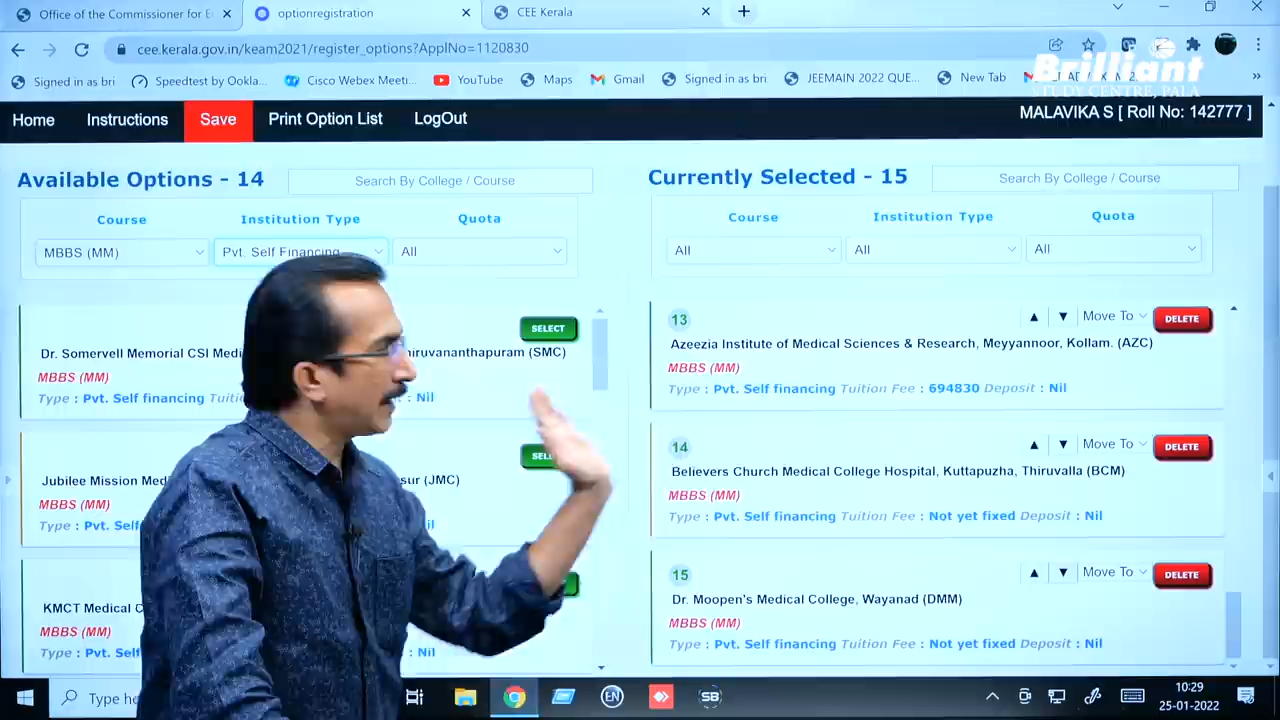 Office of the Commissioner for E
optionregistration
CEE Kerala
cee.kerala.gov.in/keam2021/register_options?ApplNo=1120830
Signed in as bri
Speedtest by Ookla...
Cisco Webex Meeti...
YouTube
Maps
Gmail
Signed in as bri
JEEMAIN 2022 QUE...
New Tab
Brilliant
STUDY CENTRE, PALA
Home
Instructions
Save
Print Option List
LogOut
MALAVIKA S [ Roll No: 142777 ]
Available Options - 14
Search By College / Course
Course
Institution Type
Quota
MBBS (MM)
Pvt. Self Financing
All
SELECT
Dr. Somervell Memorial CSI Medi
hiruvananthapuram (SMC)
MBBS (MM)
Type : Pvt. Self financing Tuiti
: Nil
Jubilee Mission Med
sur (JMC)
MBBS (MM)
Type : Pvt. Self
KMCT Medical C
MBBS (MM)
Type : Pvt. Self
: Nil
Currently Selected - 15
Search By College / Course
Course
Institution Type
Quota
All
All
All
13
Move To
DELETE
Azeezia Institute of Medical Sciences & Research, Meyyannoor, Kollam. (AZC)
MBBS (MM)
Type : Pvt. Self financing Tuition Fee : 694830 Deposit : Nil
14
Move To
DELETE
Believers Church Medical College Hospital, Kuttapuzha, Thiruvalla (BCM)
MBBS (MM)
Type : Pvt. Self financing Tuition Fee : Not yet fixed Deposit : Nil
15
Move To
DELETE
Dr. Moopen's Medical College, Wayanad (DMM)
MBBS (MM)
Type : Pvt. Self financing Tuition Fee : Not yet fixed Deposit : Nil
Type he
EN
SB
10:29
25-01-2022